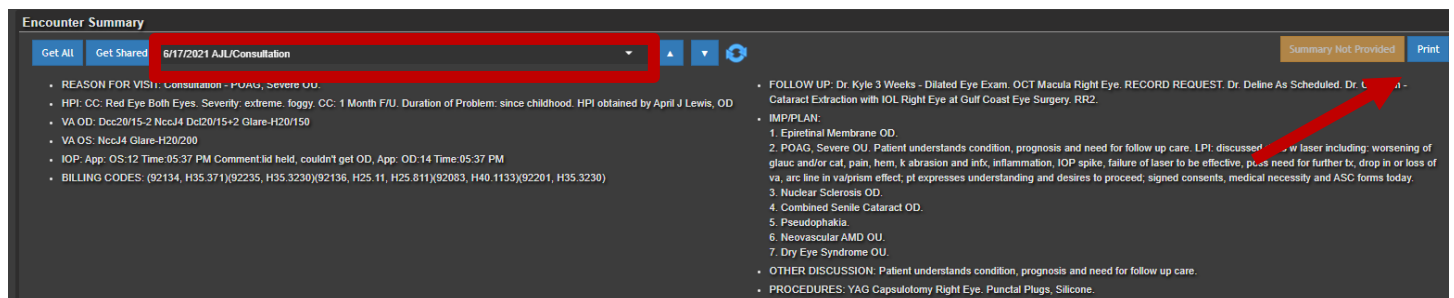 Encounter Summary
Get All
Get Shared
6/17/2021 AJL/Consultation
Summary Not Provided
Print
REASON FOR VISIT: Consultation - POAG, Severe OU.
HPI: CC: Red Eye Both Eyes. Severity: extreme. foggy. CC: 1 Month F/U. Duration of Problem: since childhood. HPI obtained by April J Lewis, OD
VA OD: Dcc20/15-2 NccJ4 Dcl20/15+2 Glare-H20/150
VA OS: NccJ4 Glare-H20/200
IOP: App: OS:12 Time:05:37 PM Comment:lid held, couldn't get OD, App: OD:14 Time:05:37 PM
BILLING CODES: (92134, H35.371)(92235, H35.3230)(92136, H25.11, H25.811)(92083, H40.1133)(92201, H35.3230)
FOLLOW UP: Dr. Kyle 3 Weeks - Dilated Eye Exam. OCT Macula Right Eye. RECORD REQUEST. Dr. Deline As Scheduled. Dr. -
Cataract Extraction with IOL Right Eye at Gulf Coast Eye Surgery. RR2.
IMP/PLAN:
1. Epiretinal Membrane OD.
2. POAG, Severe OU. Patient understands condition, prognosis and need for follow up care. LPI: discussed w laser including: worsening of
glauc and/or cat, pain, hem, k abrasion and infx, inflammation, IOP spike, failure of laser to be effective, poss need for further tx, drop in or loss of
va, arc line in va/prism effect; pt expresses understanding and desires to proceed; signed consents, medical necessity and ASC forms today.
3. Nuclear Sclerosis OD.
4. Combined Senile Cataract OD.
5. Pseudophakia.
6. Neovascular AMD OU.
7. Dry Eye Syndrome OU.
OTHER DISCUSSION: Patient understands condition, prognosis and need for follow up care.
PROCEDURES: YAG Capsulotomy Right Eye. Punctal Plugs, Silicone.